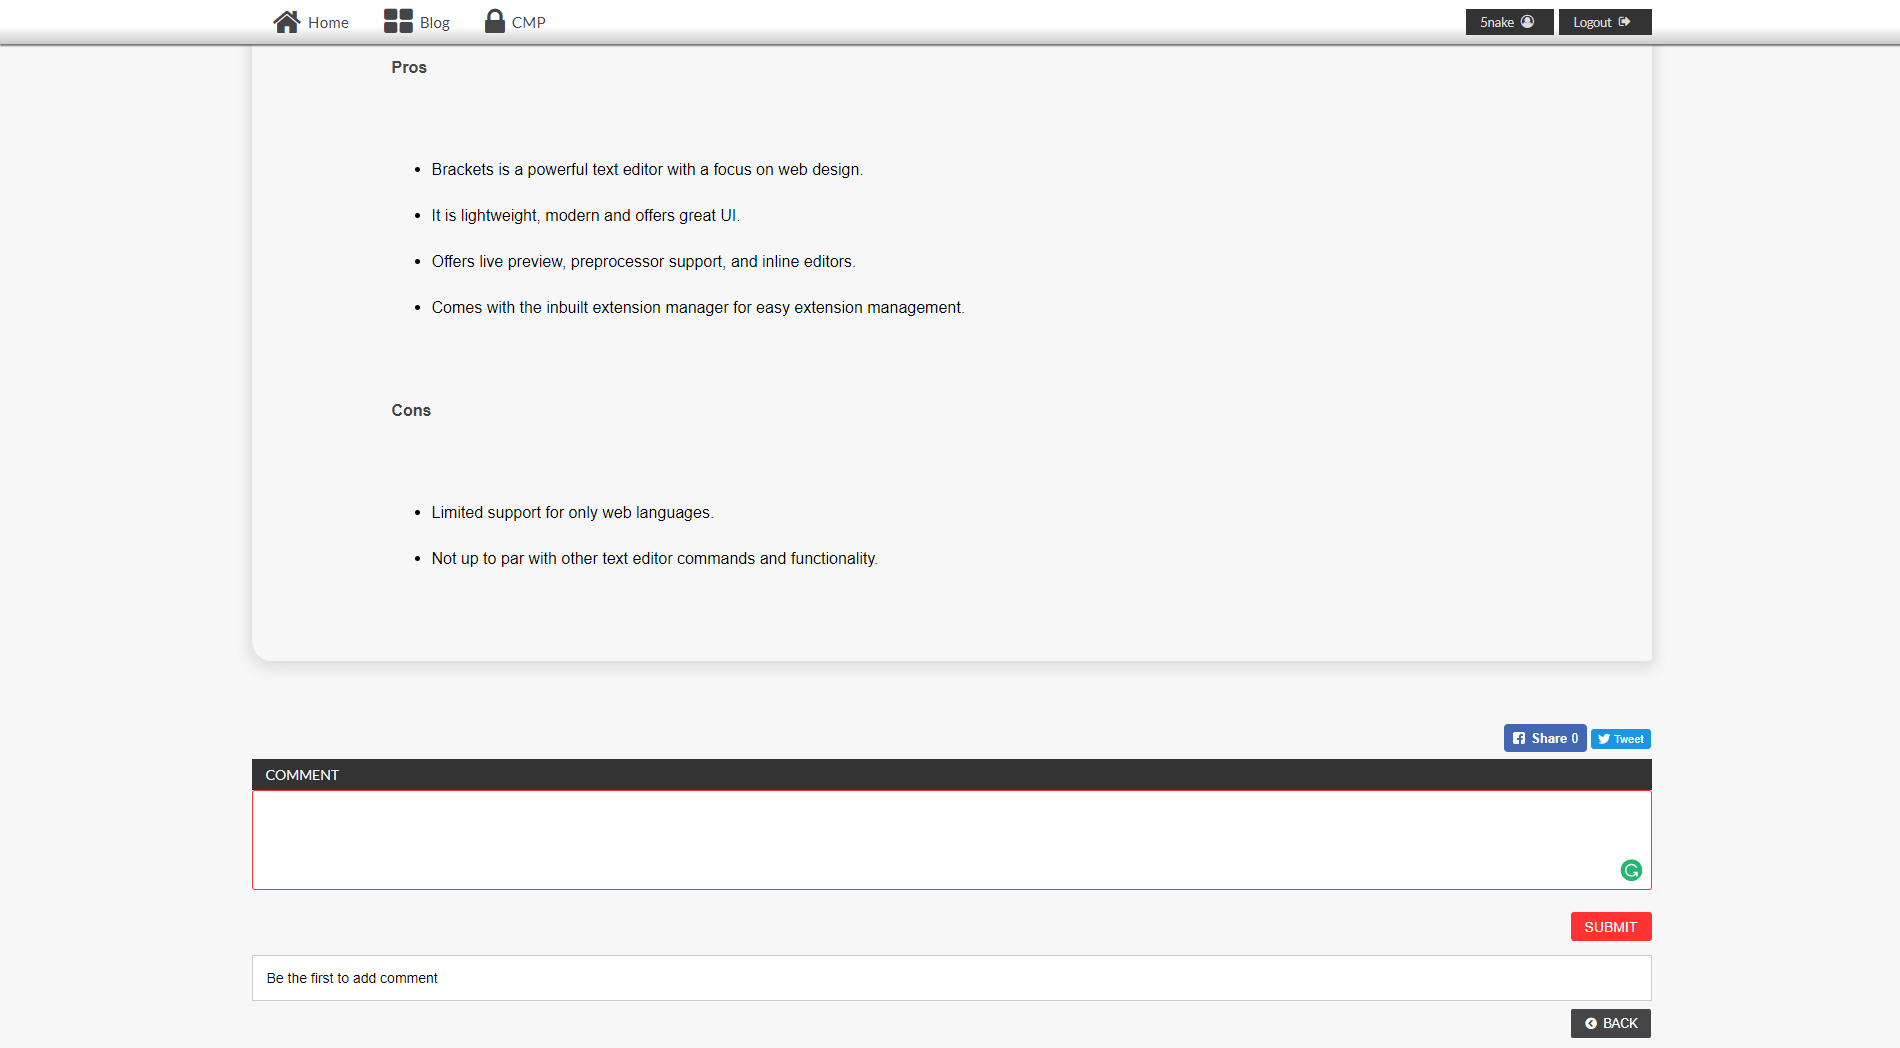 Home Blog CMP 5nake Logout
Pros
Brackets is a powerful text editor with a focus on web design.
It is lightweight, modern and offers great UI.
Offers live preview, preprocessor support, and inline editors.
Comes with the inbuilt extension manager for easy extension management.
Cons
Limited support for only web languages.
Not up to par with other text editor commands and functionality.
Share 0 Tweet
COMMENT
SUBMIT
Be the first to add comment
BACK